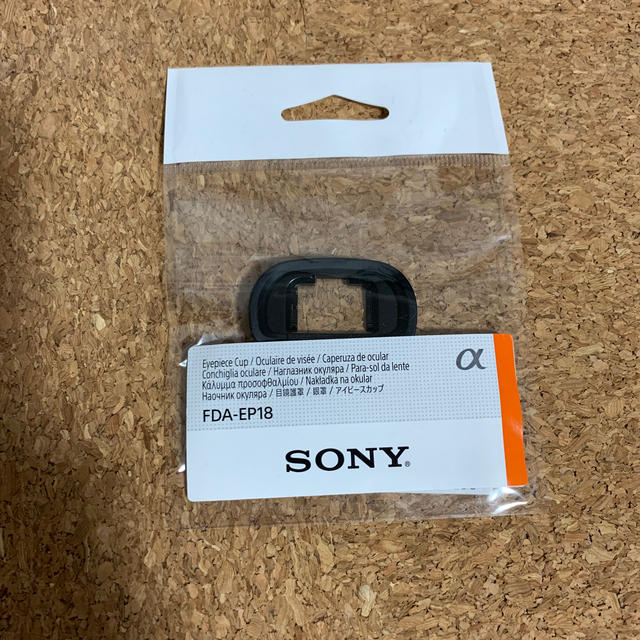 Eyepiece Cup / Oculaire de visée / Caperuza de ocular
Conchiglia oculare / Наглазник окуляра / Para-sol da lente
Κάλυμμα προσοφθαλμίου / Nakładka na okular
Наочник окуляра / 目鏡護罩 / 眼罩 / アイピースカップ
FDA-EP18
α
SONY®